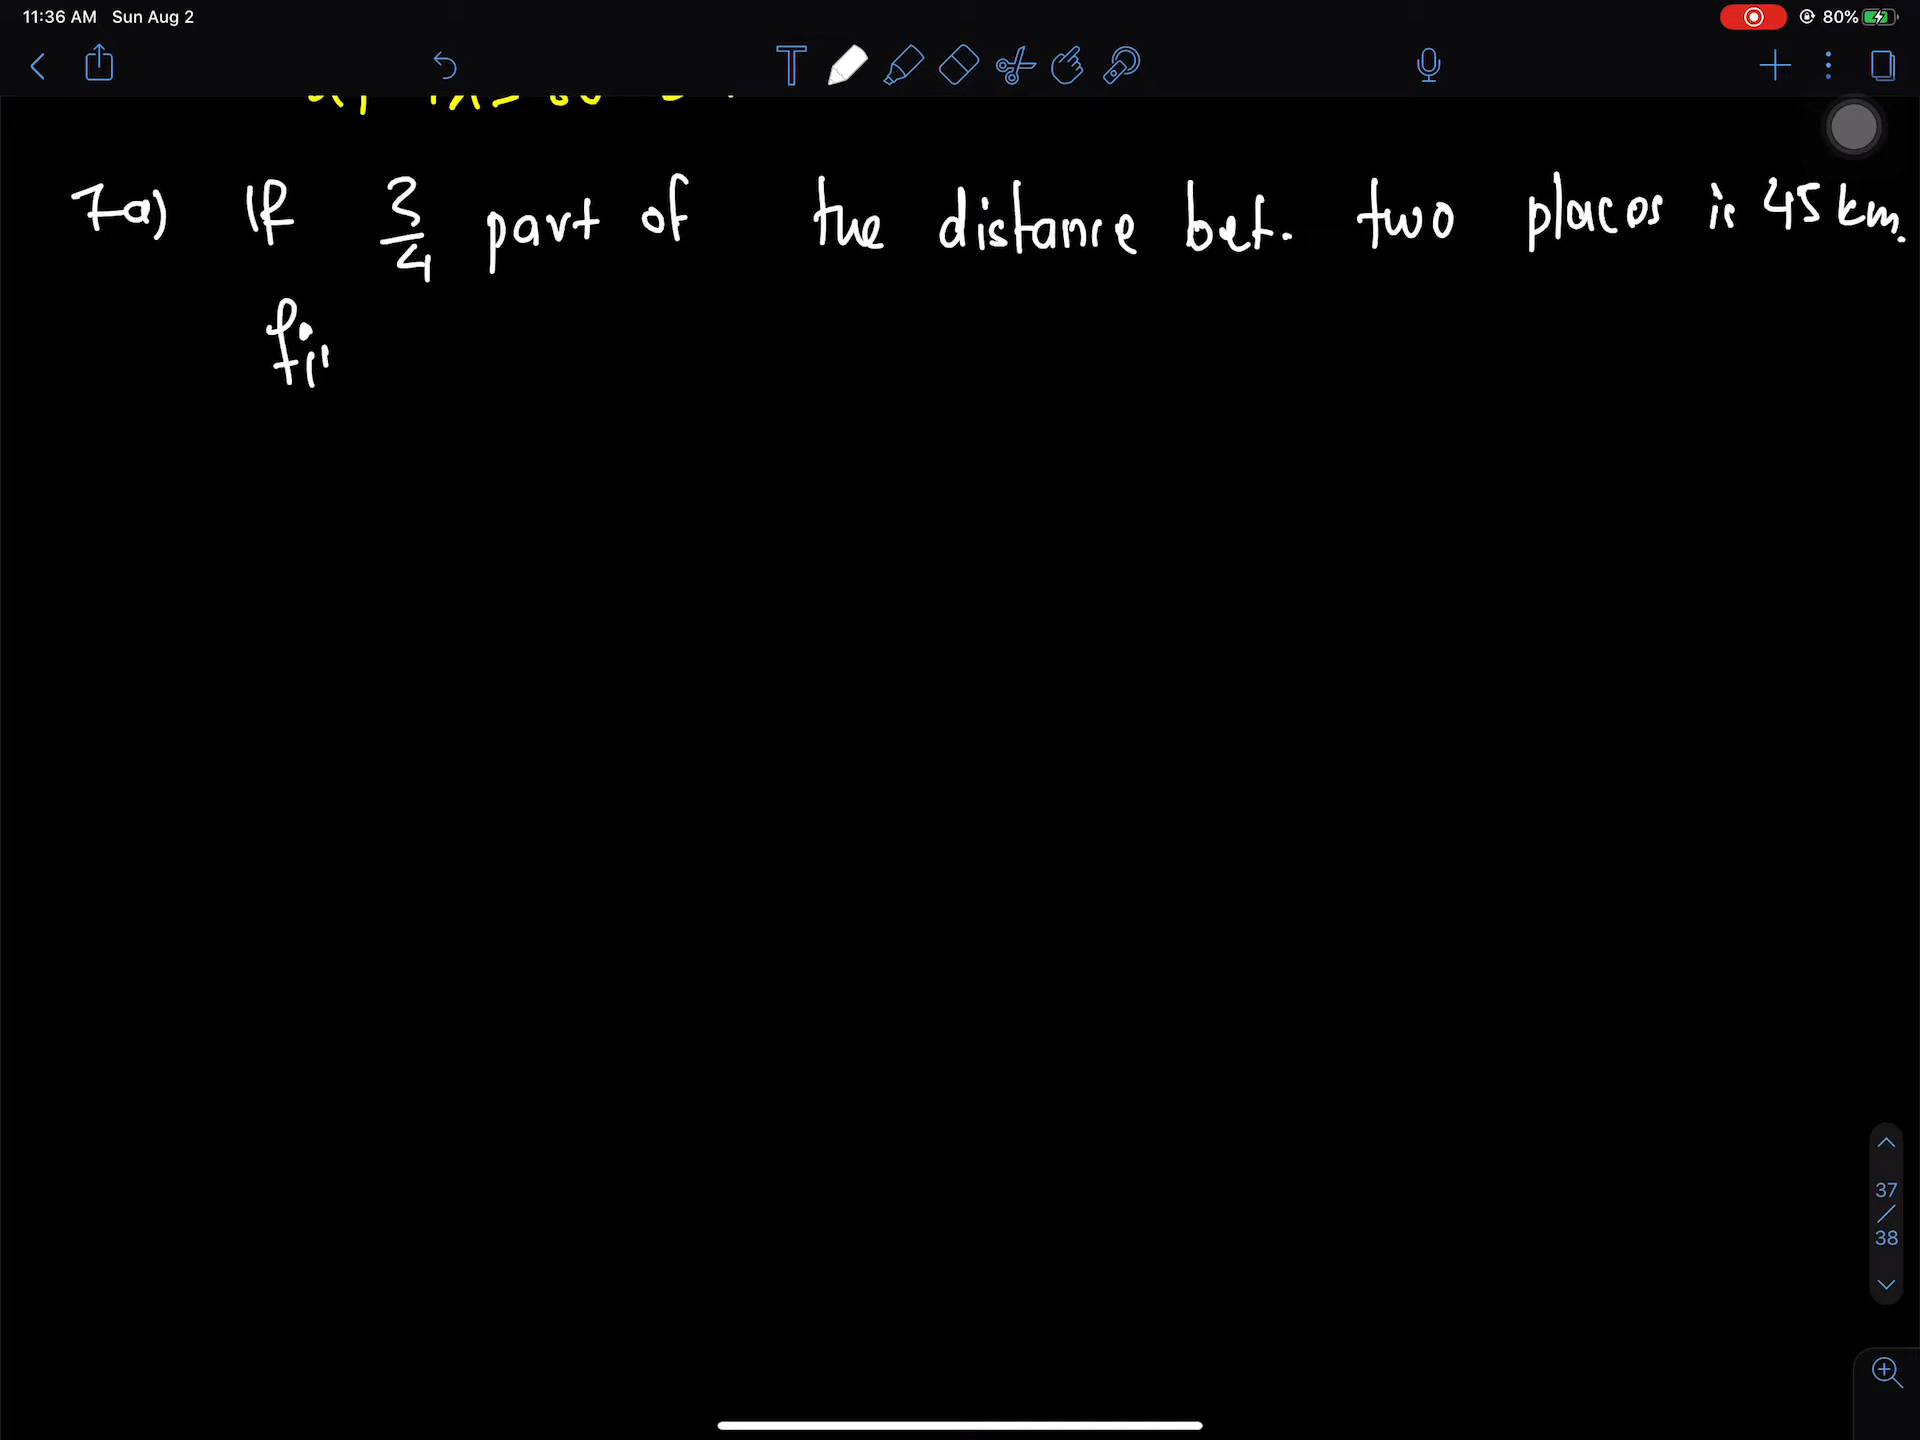 11:36 AM Sun Aug 2
80%
7a) If 3/4 part of the distance bet. two places is 45 km.
fi
37
/
38